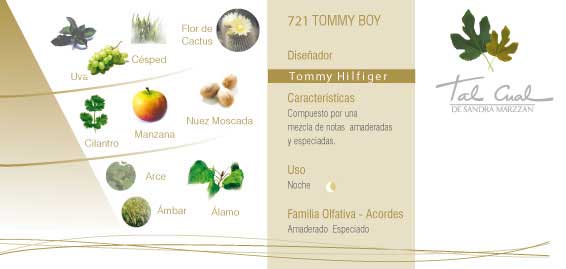 Flor de
Cactus
Césped
Uva
Nuez Moscada
Manzana
Cilantro
Arce
Ámbar
Álamo
721 TOMMY BOY
Diseñador
Tommy Hilfiger
Características
Compuesto por una
mezcla de notas amaderadas
y especiadas.
Uso
Noche
Familia Olfativa - Acordes
Amaderado Especiado
Tal Cual
DE SANDRA MARZZAN